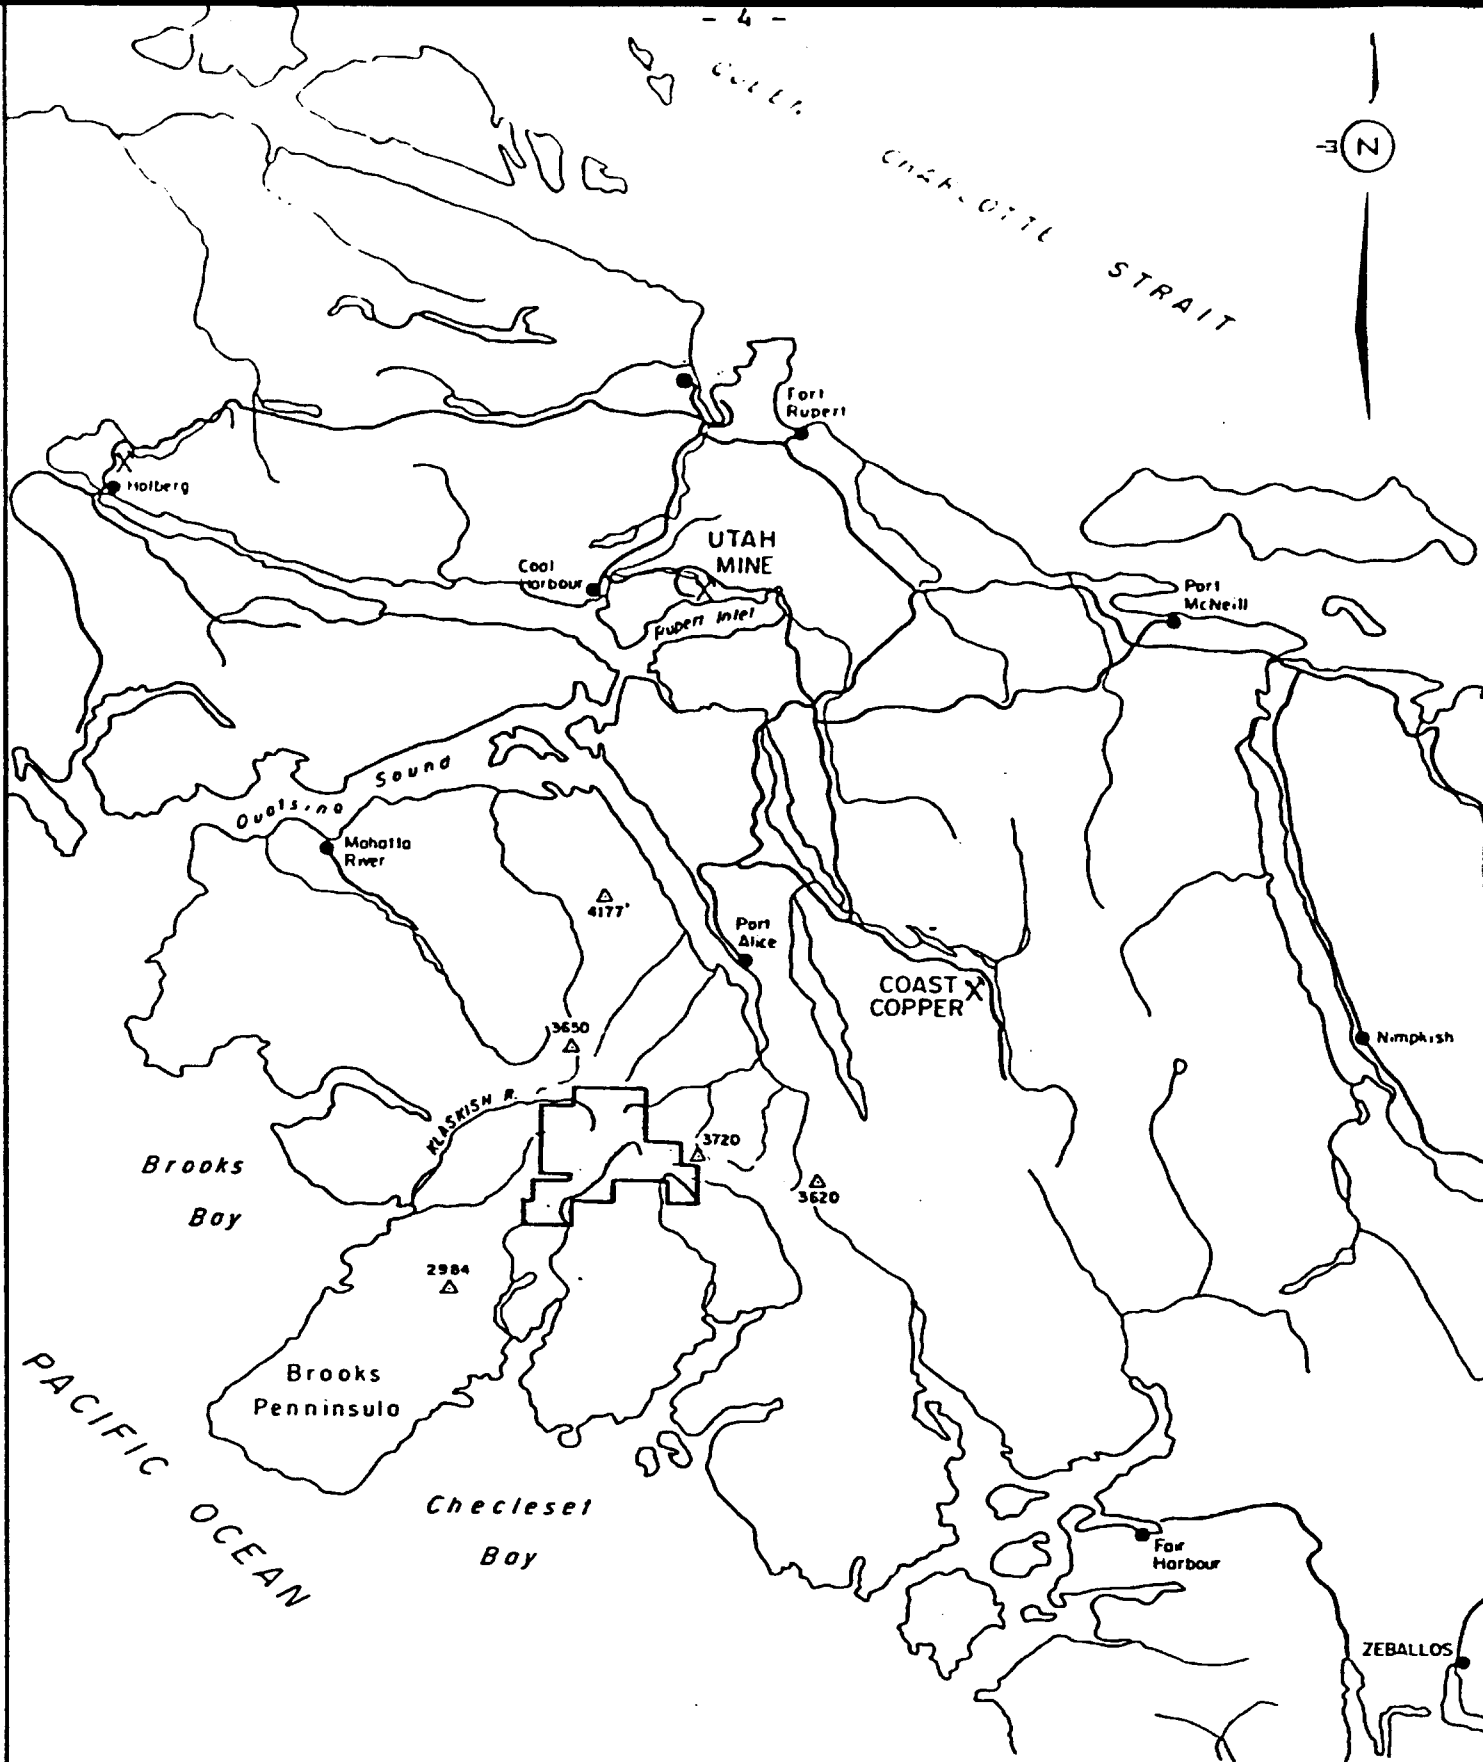 - 4 -
CHARLOTTE
STRAIT
N
Fort
Rupert
Holberg
UTAH
MINE
Coal
Harbour
Rupert Inlet
Port
McNeill
Quatsino Sound
Mahatta
River
4177'
Port
Alice
COAST
COPPER
3650
Nimpkish
KLASKISH R.
3720
3620
Brooks
Bay
2984
Brooks
Penninsula
PACIFIC OCEAN
Checleset
Bay
Fair
Harbour
ZEBALLOS